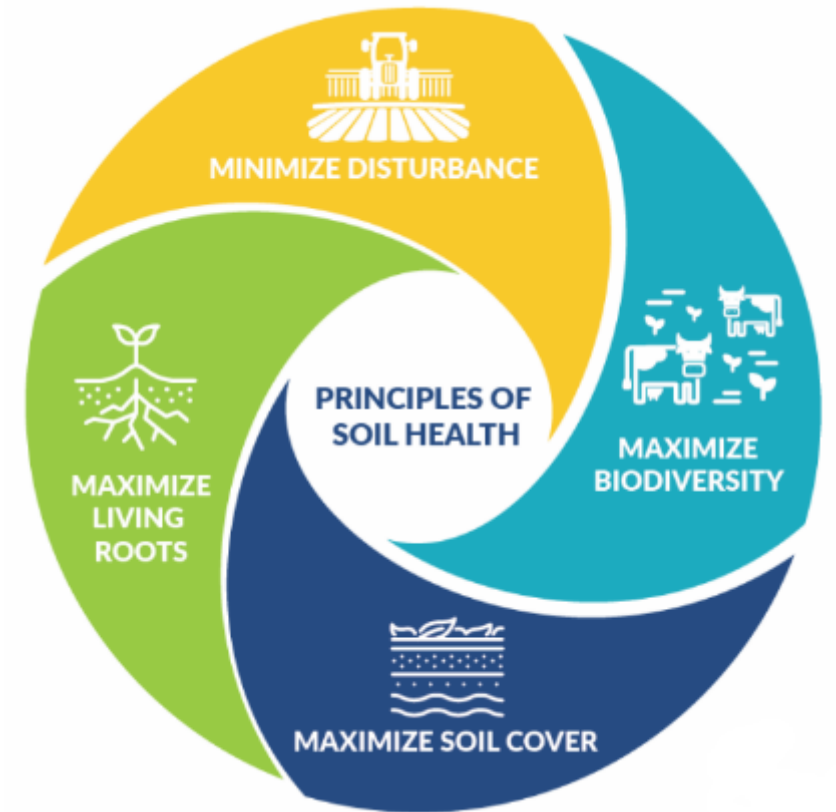 MINIMIZE DISTURBANCE
PRINCIPLES OF
SOIL HEALTH
MAXIMIZE
BIODIVERSITY
MAXIMIZE
LIVING
ROOTS
MAXIMIZE SOIL COVER